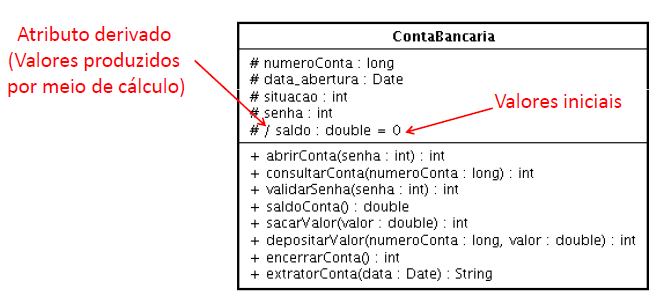 Atributo derivado
(Valores produzidos
por meio de cálculo)
ContaBancaria
# numeroConta : long
# data_abertura : Date
# situacao : int
# senha : int
# / saldo : double = 0
Valores iniciais
+ abrirConta(senha : int) : int
+ consultarConta(numeroConta : long) : int
+ validarSenha(senha : int) : int
+ saldoConta() : double
+ sacarValor(valor : double) : int
+ depositarValor(numeroConta : long, valor : double) : int
+ encerrarConta() : int
+ extratorConta(data : Date) : String